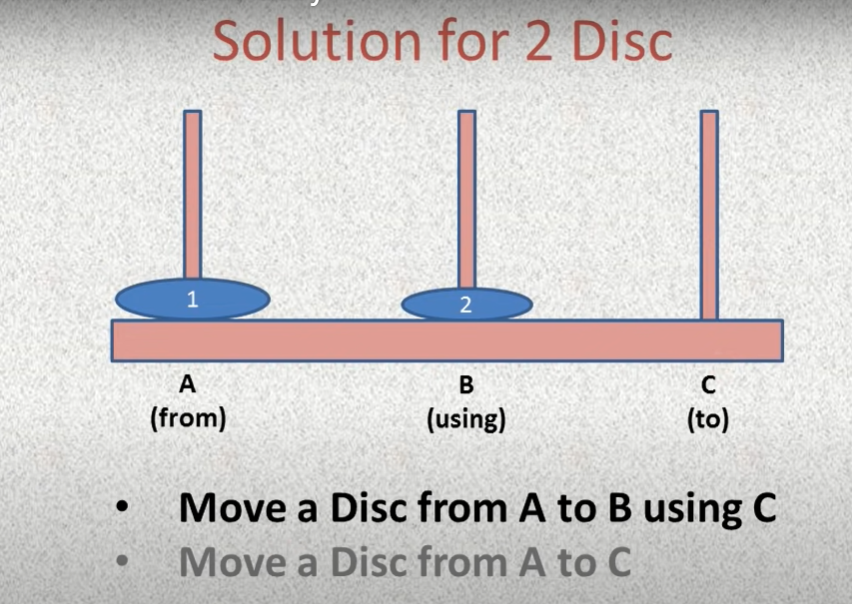 Solution for 2 Disc
1
2
A
(from)
B
(using)
C
(to)
• Move a Disc from A to B using C
• Move a Disc from A to C